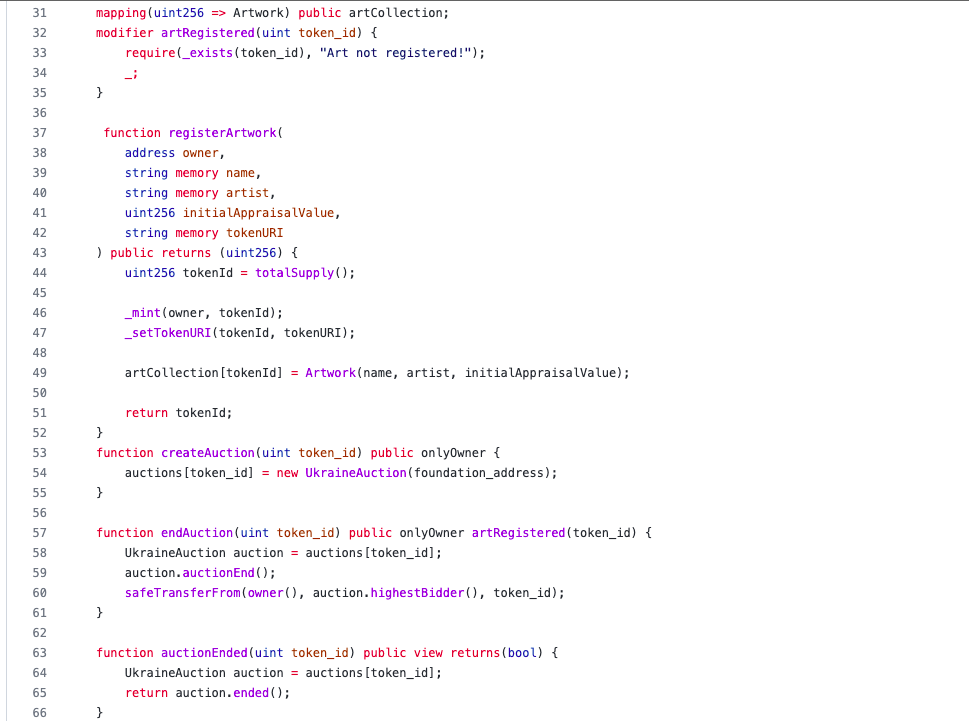 31 mapping(uint256 => Artwork) public artCollection;
32 modifier artRegistered(uint token_id) {
33 require(_exists(token_id), "Art not registered!");
34 _;
35 }
36
37 function registerArtwork(
38 address owner,
39 string memory name,
40 string memory artist,
41 uint256 initialAppraisalValue,
42 string memory tokenURI
43 ) public returns (uint256) {
44 uint256 tokenId = totalSupply();
45
46 _mint(owner, tokenId);
47 _setTokenURI(tokenId, tokenURI);
48
49 artCollection[tokenId] = Artwork(name, artist, initialAppraisalValue);
50
51 return tokenId;
52 }
53 function createAuction(uint token_id) public onlyOwner {
54 auctions[token_id] = new UkraineAuction(foundation_address);
55 }
56
57 function endAuction(uint token_id) public onlyOwner artRegistered(token_id) {
58 UkraineAuction auction = auctions[token_id];
59 auction.auctionEnd();
60 safeTransferFrom(owner(), auction.highestBidder(), token_id);
61 }
62
63 function auctionEnded(uint token_id) public view returns(bool) {
64 UkraineAuction auction = auctions[token_id];
65 return auction.ended();
66 }